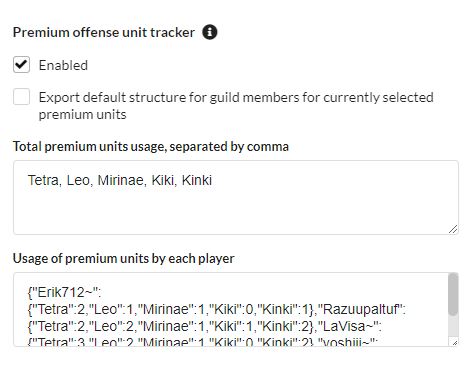 Premium offense unit tracker
Enabled
Export default structure for guild members for currently selected
premium units
Total premium units usage, separated by comma
Tetra, Leo, Mirinae, Kiki, Kinki
Usage of premium units by each player
{"Erik712~":
{"Tetra":2,"Leo":1,"Mirinae":1,"Kiki":0,"Kinki":1},"Razuupaltuf":
{"Tetra":2,"Leo":2,"Mirinae":1,"Kiki":1,"Kinki":2},"LaVisa~":
{"Tetra":3,"Leo":2,"Mirinae":1,"Kiki":0,"Kinki":2},"yoshiii~":